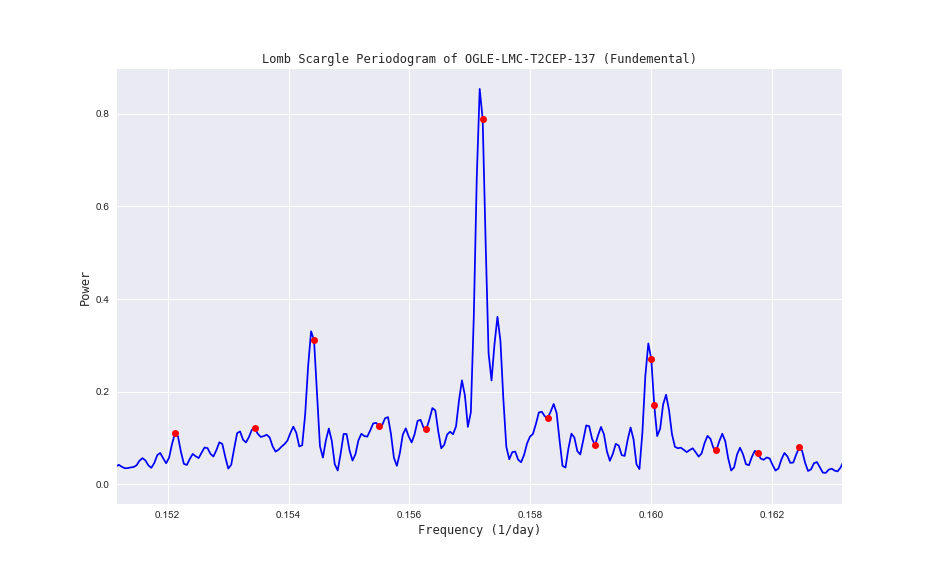 Lomb Scargle Periodogram of OGLE-LMC-T2CEP-137 (Fundemental)
0.8
0.6
0.4
0.2
0.0
Power
0.152 0.154 0.156 0.158 0.160 0.162
Frequency (1/day)